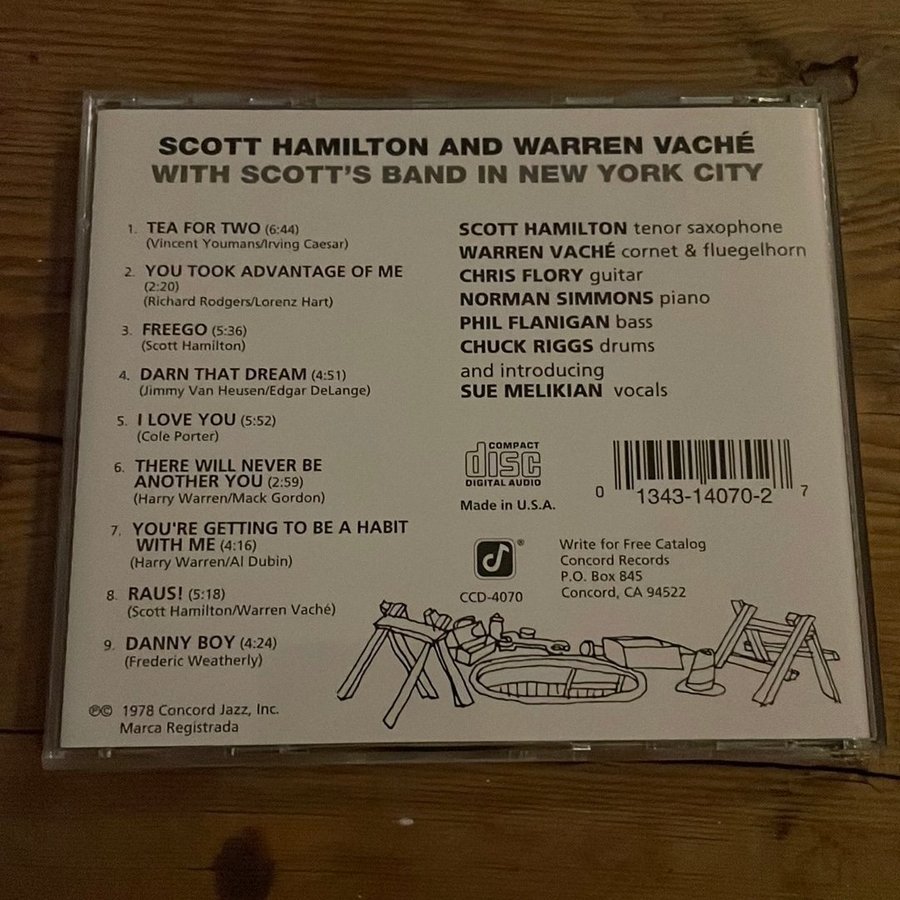 SCOTT HAMILTON AND WARREN VACHÉ
WITH SCOTT'S BAND IN NEW YORK CITY
1. TEA FOR TWO (6:44)
(Vincent Youmans/Irving Caesar)
2. YOU TOOK ADVANTAGE OF ME
(2:20)
(Richard Rodgers/Lorenz Hart)
3. FREEGO (5:36)
(Scott Hamilton)
4. DARN THAT DREAM (4:51)
(Jimmy Van Heusen/Edgar DeLange)
5. I LOVE YOU (5:52)
(Cole Porter)
6. THERE WILL NEVER BE
ANOTHER YOU (2:59)
(Harry Warren/Mack Gordon)
7. YOU'RE GETTING TO BE A HABIT
WITH ME (4:16)
(Harry Warren/Al Dubin)
8. RAUS! (5:18)
(Scott Hamilton/Warren Vaché)
9. DANNY BOY (4:24)
(Frederic Weatherly)
℗© 1978 Concord Jazz, Inc.
Marca Registrada
SCOTT HAMILTON tenor saxophone
WARREN VACHÉ cornet & fluegelhorn
CHRIS FLORY guitar
NORMAN SIMMONS piano
PHIL FLANIGAN bass
CHUCK RIGGS drums
and introducing
SUE MELIKIAN vocals
COMPACT
disc
DIGITAL AUDIO
Made in U.S.A.
0 1343-14070-2 7
®
CCD-4070
Write for Free Catalog
Concord Records
P.O. Box 845
Concord, CA 94522